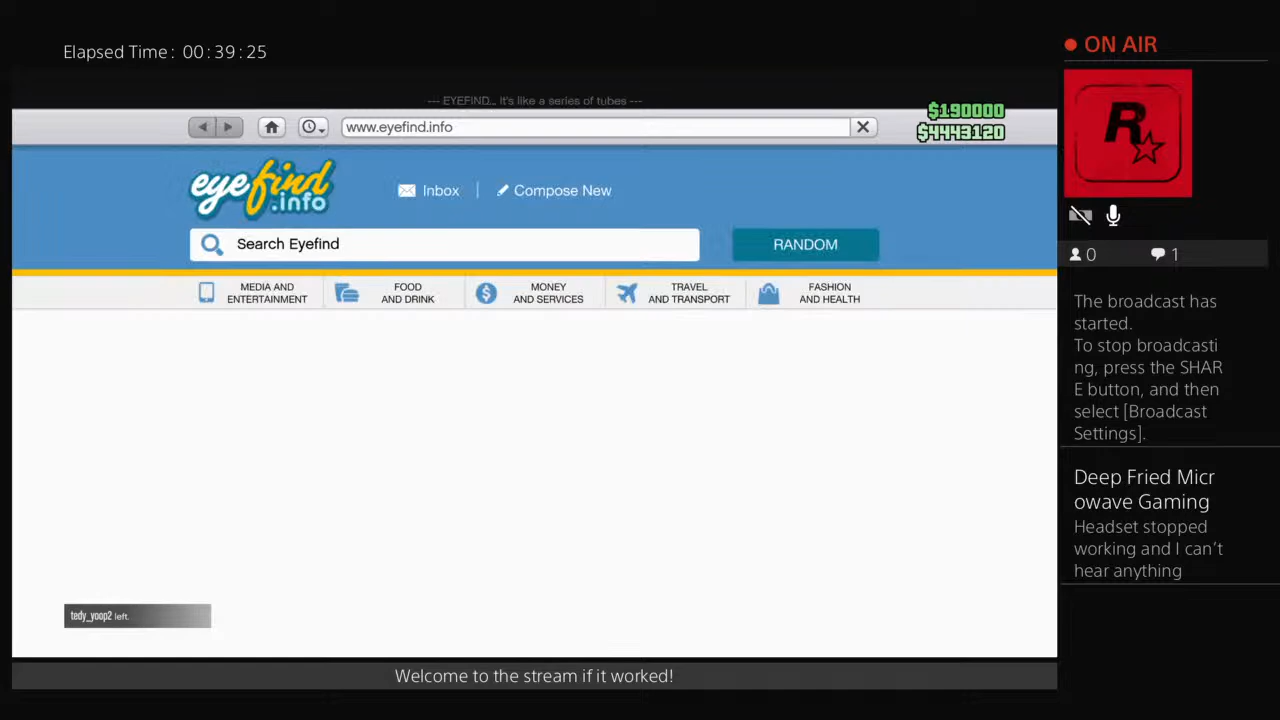 Elapsed Time: 00:39:25
--- EYEFIND... It's like a series of tubes ---
www.eyefind.info
$190000
$4443120
eyefind
.info
Inbox
Compose New
Search Eyefind
RANDOM
MEDIA AND
ENTERTAINMENT
FOOD
AND DRINK
MONEY
AND SERVICES
TRAVEL
AND TRANSPORT
FASHION
AND HEALTH
tedy_yoop2 left.
Welcome to the stream if it worked!
ON AIR
R
0
1
The broadcast has
started.
To stop broadcasti
ng, press the SHAR
E button, and then
select [Broadcast
Settings].
Deep Fried Micr
owave Gaming
Headset stopped
working and I can't
hear anything